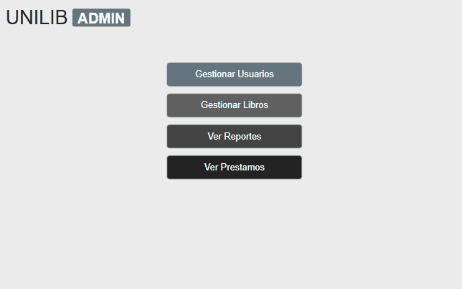 UNILIB ADMIN
Gestionar Usuarios
Gestionar Libros
Ver Reportes
Ver Prestamos